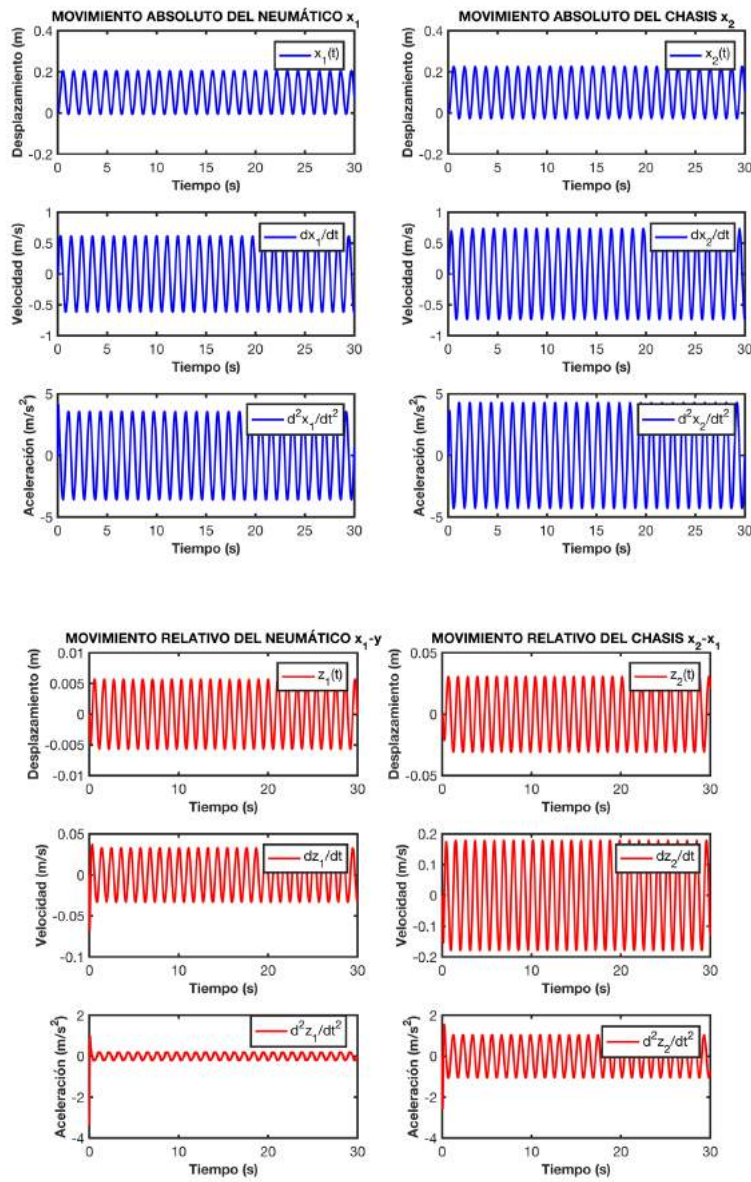 MOVIMIENTO ABSOLUTO DEL NEUMÁTICO x₁
Desplazamiento (m)
0.4
0.2
0
-0.2
x₁(t)
0 5 10 15 20 25 30
Tiempo (s)
MOVIMIENTO ABSOLUTO DEL CHASIS x₂
Desplazamiento (m)
0.4
0.2
0
-0.2
x₂(t)
0 5 10 15 20 25 30
Tiempo (s)
Velocidad (m/s)
1
0.5
0
-0.5
-1
dx₁/dt
0 5 10 15 20 25 30
Tiempo (s)
Velocidad (m/s)
1
0.5
0
-0.5
-1
dx₂/dt
0 5 10 15 20 25 30
Tiempo (s)
Aceleración (m/s²)
5
0
-5
d²x₁/dt²
0 5 10 15 20 25 30
Tiempo (s)
Aceleración (m/s²)
5
0
-5
d²x₂/dt²
0 5 10 15 20 25 30
Tiempo (s)
MOVIMIENTO RELATIVO DEL NEUMÁTICO x₁-y
Desplazamiento (m)
0.01
0.005
0
-0.005
-0.01
z₁(t)
0 10 20 30
Tiempo (s)
MOVIMIENTO RELATIVO DEL CHASIS x₂-x₁
Desplazamiento (m)
0.05
0
-0.05
z₂(t)
0 10 20 30
Tiempo (s)
Velocidad (m/s)
0.05
0
-0.05
-0.1
dz₁/dt
0 10 20 30
Tiempo (s)
Velocidad (m/s)
0.2
0.1
0
-0.1
-0.2
dz₂/dt
0 10 20 30
Tiempo (s)
Aceleración (m/s²)
2
0
-2
-4
d²z₁/dt²
0 10 20 30
Tiempo (s)
Aceleración (m/s²)
2
0
-2
-4
d²z₂/dt²
0 10 20 30
Tiempo (s)